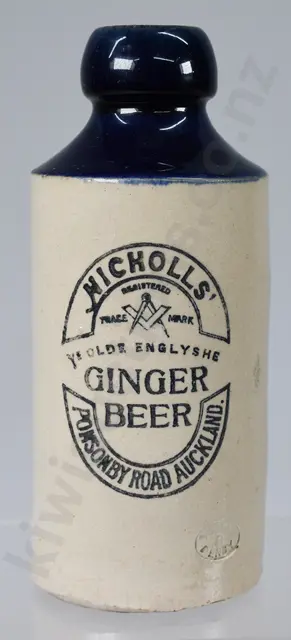 NICHOLLS'
REGISTERED
TRADE MARK
Yᵉ OLDE ENGLYSHE
GINGER
BEER
PONSONBY ROAD AUCKLAND.